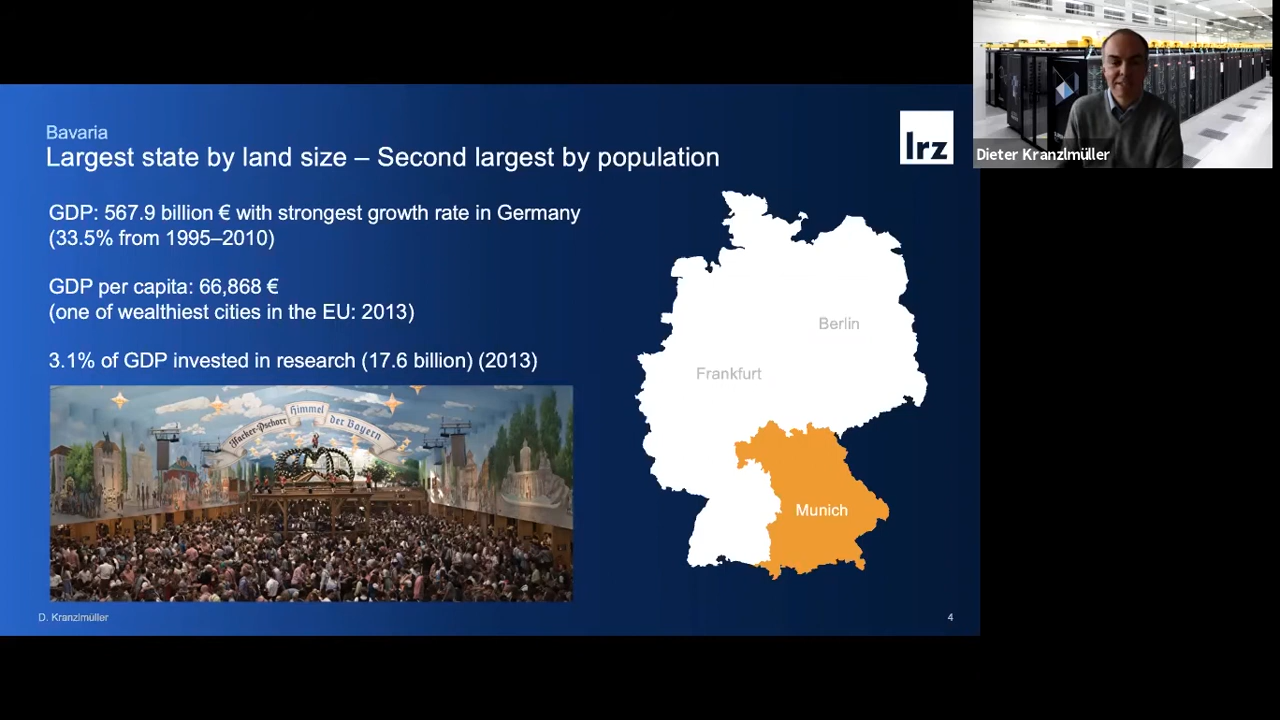 Bavaria
Largest state by land size – Second largest by population
lrz
Dieter Kranzlmüller
GDP: 567.9 billion € with strongest growth rate in Germany
(33.5% from 1995–2010)
GDP per capita: 66,868 €
(one of wealthiest cities in the EU: 2013)
3.1% of GDP invested in research (17.6 billion) (2013)
Hacker-Pschorr Himmel der Bayern
Berlin
Frankfurt
Munich
D. Kranzlmüller
4